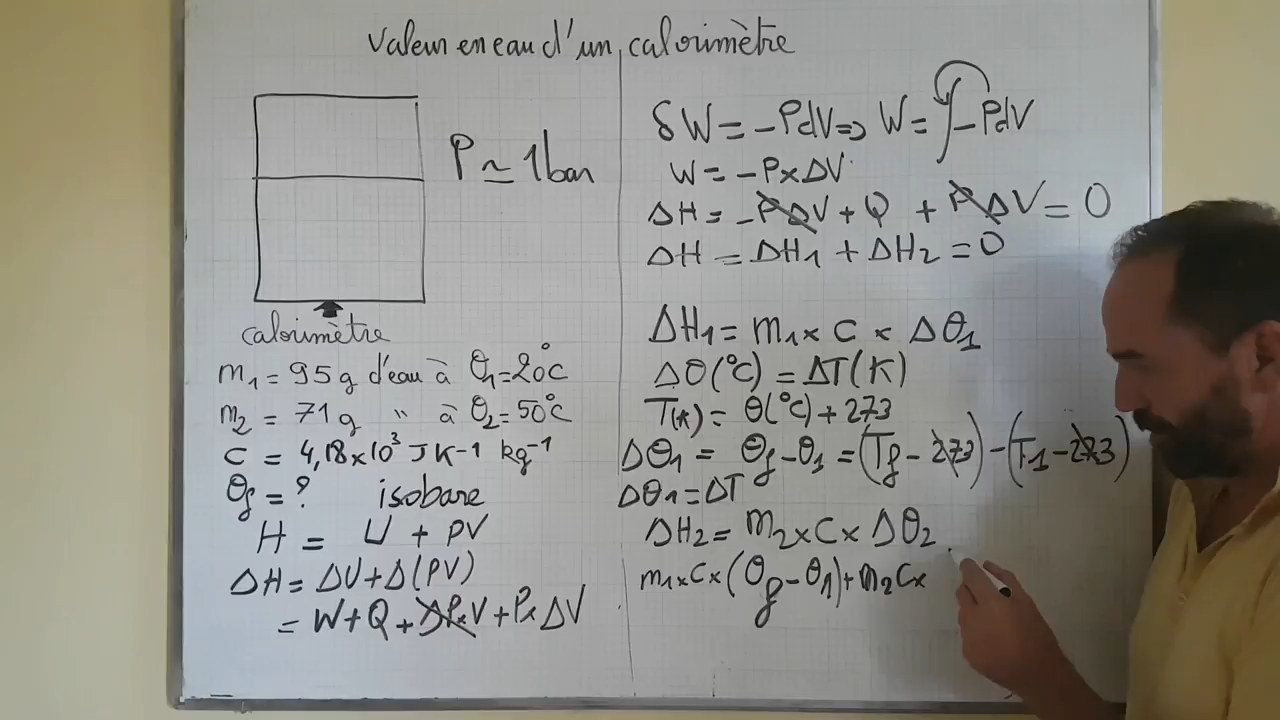 Valeur en eau d'un calorimètre
P ≃ 1 bar
calorimètre
m1 = 95 g d'eau à θ1 = 20°C
m2 = 71 g " à θ2 = 50°C
c = 4,18×10³ J K-1 kg⁻¹
θf = ? isobare
H = U + PV
ΔH = ΔU + Δ(PV)
= W + Q + ΔP×V + P×ΔV
δW = -PdV => W = ∫-PdV
W = -P×ΔV
ΔH = -PΔV + Q + PΔV = 0
ΔH = ΔH1 + ΔH2 = 0
ΔH1 = m1 × c × Δθ1
Δθ(°C) = ΔT(K)
T(K) = θ(°C) + 273
Δθ1 = θf - θ1 = (Tf - 273) - (T1 - 273)
Δθ1 = ΔT
ΔH2 = m2 × c × Δθ2
m1×c×(θf - θ1) + m2c×